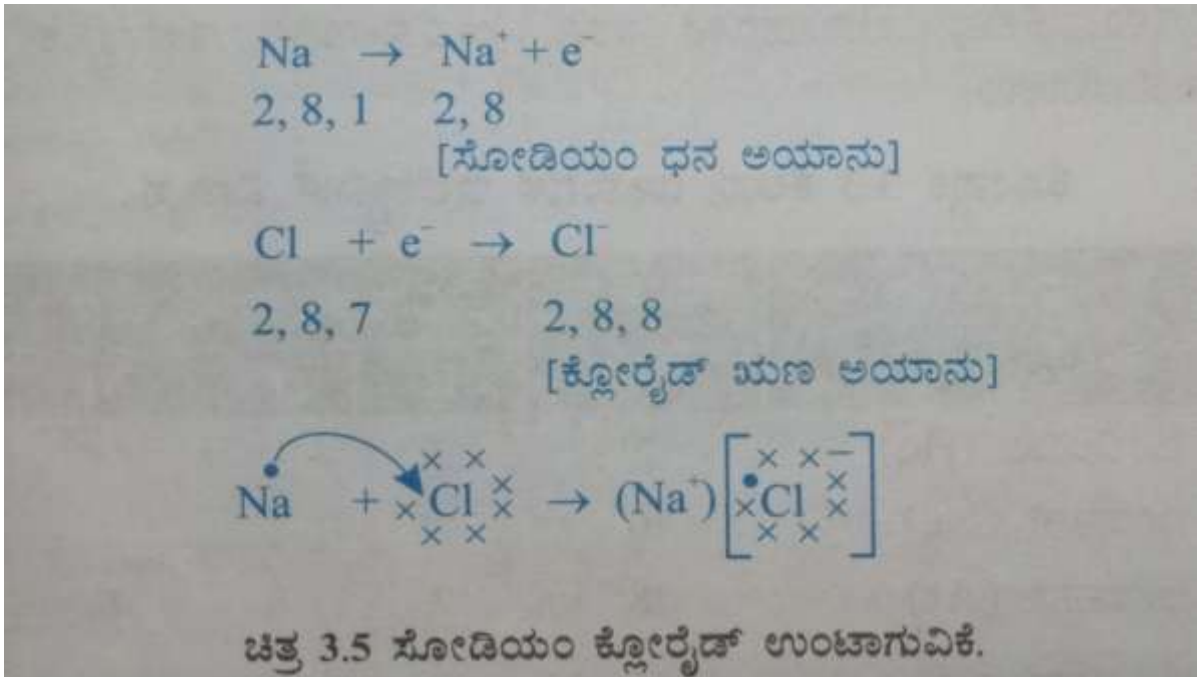 Na → Na⁺ + e⁻
2, 8, 1 2, 8
[ಸೋಡಿಯಂ ಧನ ಅಯಾನು]
Cl + e⁻ → Cl⁻
2, 8, 7 2, 8, 8
[ಕ್ಲೋರೈಡ್ ಋಣ ಅಯಾನು]
× × × × –
Na + × Cl × × → (Na⁺) [ × Cl × × ]
× × × ×
ಚಿತ್ರ 3.5 ಸೋಡಿಯಂ ಕ್ಲೋರೈಡ್ ಉಂಟಾಗುವಿಕೆ.